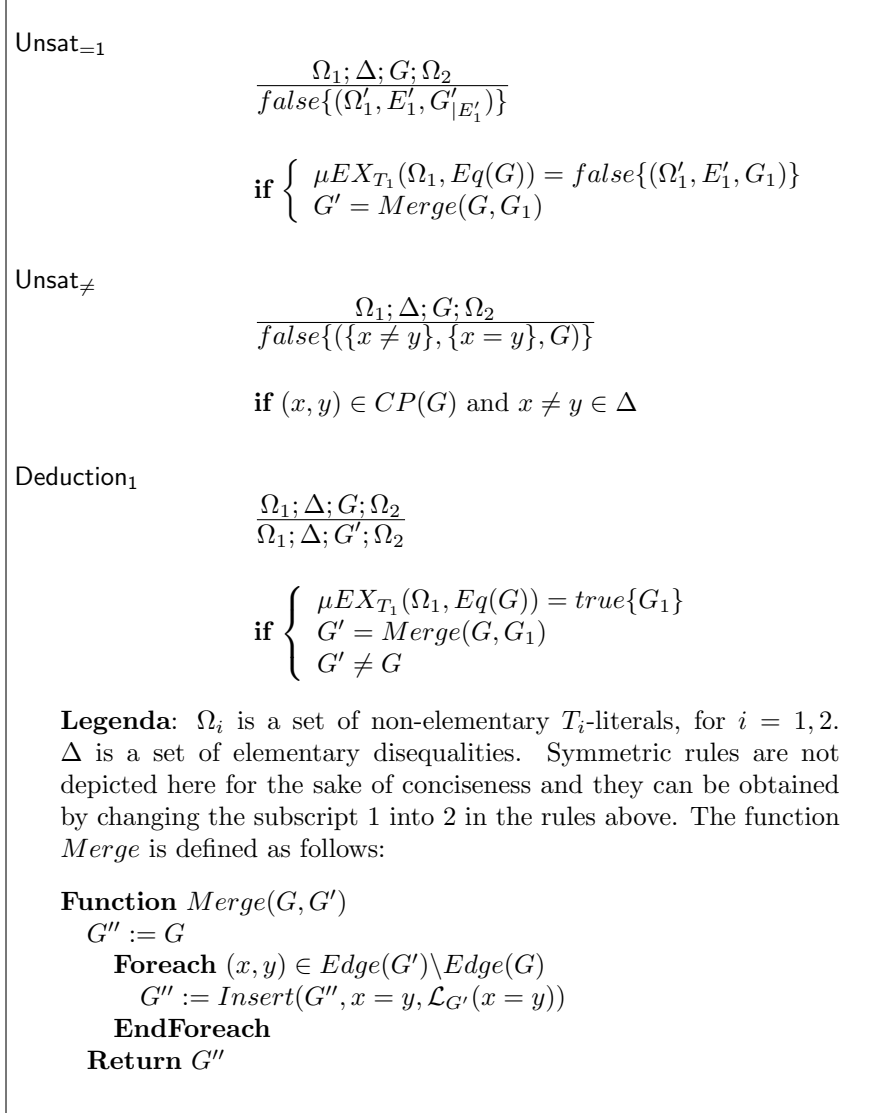 Unsat=1
Ω1; Δ; G; Ω2
false{(Ω′1, E′1, G′|E′1)}
if { μEX_T1(Ω1, Eq(G)) = false{(Ω′1, E′1, G1)}
G′ = Merge(G, G1)
Unsat≠
Ω1; Δ; G; Ω2
false{({x ≠ y}, {x = y}, G)}
if (x, y) ∈ CP(G) and x ≠ y ∈ Δ
Deduction1
Ω1; Δ; G; Ω2
Ω1; Δ; G′; Ω2
if { μEX_T1(Ω1, Eq(G)) = true{G1}
G′ = Merge(G, G1)
G′ ≠ G
Legenda: Ωi is a set of non-elementary Ti-literals, for i = 1, 2.
Δ is a set of elementary disequalities. Symmetric rules are not
depicted here for the sake of conciseness and they can be obtained
by changing the subscript 1 into 2 in the rules above. The function
Merge is defined as follows:
Function Merge(G, G′)
G′′ := G
Foreach (x, y) ∈ Edge(G′)\Edge(G)
G′′ := Insert(G′′, x = y, ℒ_G′(x = y))
EndForeach
Return G′′